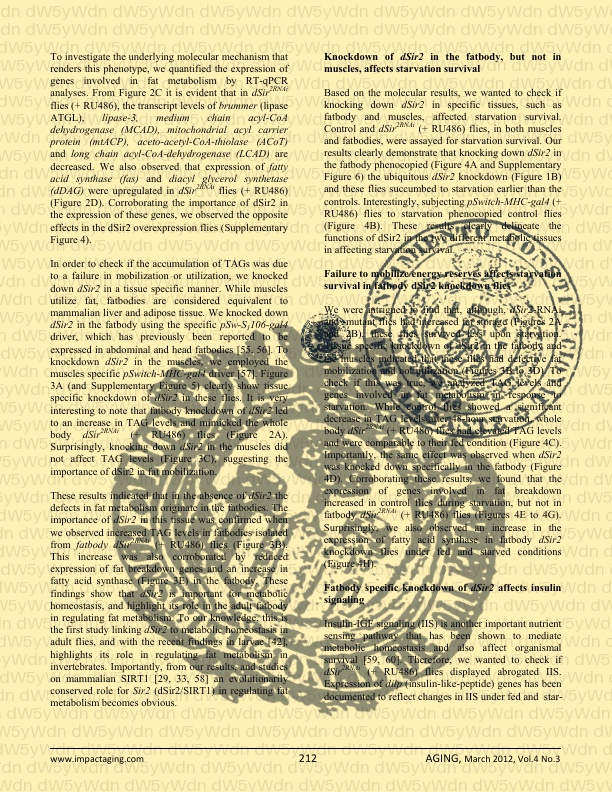 To investigate the underlying molecular mechanism that
renders this phenotype, we quantified the expression of
genes involved in fat metabolism by RT-qPCR
analyses. From Figure 2C it is evident that in dSir2RNAi
flies (+ RU486), the transcript levels of brummer (lipase
ATGL), lipase-3, medium chain acyl-CoA
dehydrogenase (MCAD), mitochondrial acyl carrier
protein (mtACP), aceto-acetyl-CoA-thiolase (ACoT)
and long chain acyl-CoA-dehydrogenase (LCAD) are
decreased. We also observed that expression of fatty
acid synthase (fas) and diacyl glycerol synthetase
(dDAG) were upregulated in dSir2RNAi flies (+ RU486)
(Figure 2D). Corroborating the importance of dSir2 in
the expression of these genes, we observed the opposite
effects in the dSir2 overexpression flies (Supplementary
Figure 4).
In order to check if the accumulation of TAGs was due
to a failure in mobilization or utilization, we knocked
down dSir2 in a tissue specific manner. While muscles
utilize fat, fatbodies are considered equivalent to
mammalian liver and adipose tissue. We knocked down
dSir2 in the fatbody using the specific pSw-S1106-gal4
driver, which has previously been reported to be
expressed in abdominal and head fatbodies [55, 56]. To
knockdown dSir2 in the muscles, we employed the
muscles specific pSwitch-MHC-gal4 driver [57]. Figure
3A (and Supplementary Figure 5) clearly show tissue
specific knockdown of dSir2 in these flies. It is very
interesting to note that fatbody knockdown of dSir2 led
to an increase in TAG levels and mimicked the whole
body dSir2RNAi (+ RU486) flies (Figure 2A).
Surprisingly, knocking down dSir2 in the muscles did
not affect TAG levels (Figure 3C), suggesting the
importance of dSir2 in fat mobilization.
These results indicated that in the absence of dSir2 the
defects in fat metabolism originate in the fatbodies. The
importance of dSir2 in this tissue was confirmed when
we observed increased TAG levels in fatbodies isolated
from fatbody dSir2RNAi (+ RU486) flies (Figure 3B).
This increase was also corroborated by reduced
expression of fat breakdown genes and an increase in
fatty acid synthase (Figure 3E) in the fatbody. These
findings show that dSir2 is important for metabolic
homeostasis, and highlight its role in the adult fatbody
in regulating fat metabolism. To our knowledge, this is
the first study linking dSir2 to metabolic homeostasis in
adult flies, and with the recent findings in larvae [42],
highlights its role in regulating fat metabolism in
invertebrates. Importantly, from our results, and studies
on mammalian SIRT1 [29, 33, 58] an evolutionarily
conserved role for Sir2 (dSir2/SIRT1) in regulating fat
metabolism becomes obvious.
Knockdown of dSir2 in the fatbody, but not in
muscles, affects starvation survival
Based on the molecular results, we wanted to check if
knocking down dSir2 in specific tissues, such as
fatbody and muscles, affected starvation survival.
Control and dSir2RNAi (+ RU486) flies, in both muscles
and fatbodies, were assayed for starvation survival. Our
results clearly demonstrate that knocking down dSir2 in
the fatbody phenocopied (Figure 4A and Supplementary
Figure 6) the ubiquitous dSir2 knockdown (Figure 1B)
and these flies succumbed to starvation earlier than the
controls. Interestingly, subjecting pSwitch-MHC-gal4 (+
RU486) flies to starvation phenocopied control flies
(Figure 4B). These results clearly delineate the
functions of dSir2 in the two different metabolic tissues
in affecting starvation survival.
Failure to mobilize energy reserves affects starvation
survival in fatbody dSir2 knockdown flies
We were intrigued to find that, although, dSir2-RNAi
and mutant flies had increased fat storage (Figures 2A
and 2B), these flies survived less upon starvation.
Tissue specific knockdown of dSir2 in the fatbody and
the muscles indicated that these flies had defective fat
mobilization and not utilization (Figures 3B to 3D). To
check if this was true, we analyzed TAG levels and
genes involved in fat metabolism in response to
starvation. While control flies showed a significant
decrease in TAG levels after 48-hour starvation, whole
body dSir2RNAi (+ RU486) flies had elevated TAG levels
and were comparable to their fed condition (Figure 4C).
Importantly, the same effect was observed when dSir2
was knocked down specifically in the fatbody (Figure
4D). Corroborating these results, we found that the
expression of genes involved in fat breakdown
increased in control flies during starvation, but not in
fatbody dSir2RNAi (+ RU486) flies (Figures 4E to 4G).
Surprisingly, we also observed an increase in the
expression of fatty acid synthase in fatbody dSir2
knockdown flies under fed and starved conditions
(Figure 4H).
Fatbody specific knockdown of dSir2 affects insulin
signaling
Insulin-IGF signaling (IIS) is another important nutrient
sensing pathway that has been shown to mediate
metabolic homeostasis and also affect organismal
survival [59, 60]. Therefore, we wanted to check if
dSir2RNAi (+ RU486) flies displayed abrogated IIS.
Expression of dilp (insulin-like-peptide) genes has been
documented to reflect changes in IIS under fed and star-
www.impactaging.com 212 AGING, March 2012, Vol.4 No.3